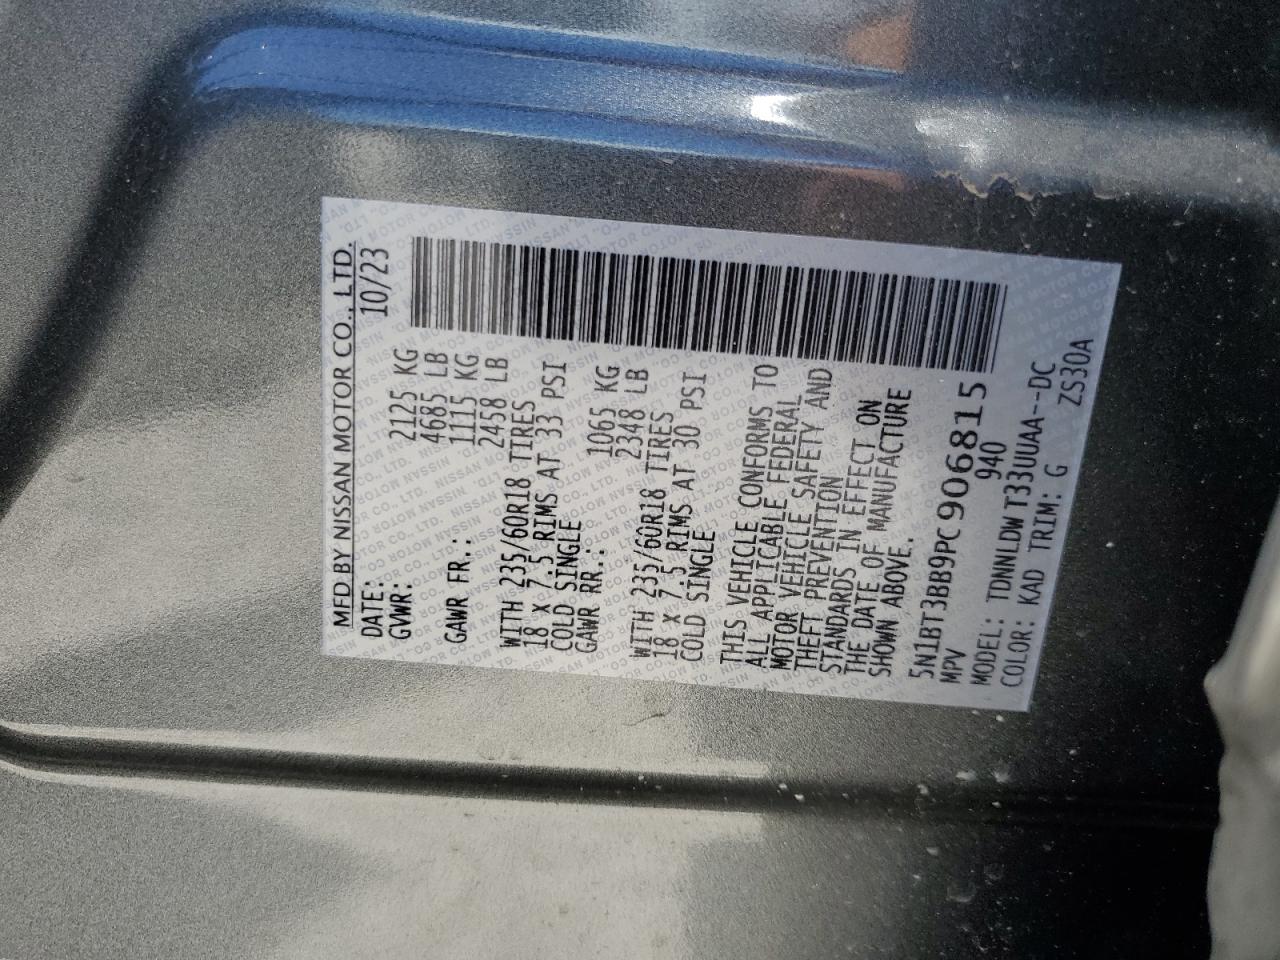 MFD BY NISSAN MOTOR CO., LTD.
DATE: 10/23
GVWR: 2125 KG
4685 LB
GAWR FR.: 1115 KG
2458 LB
WITH 235/60R18 TIRES
18 x 7.5 RIMS AT 33 PSI
COLD SINGLE
GAWR RR.: 1065 KG
2348 LB
WITH 235/60R18 TIRES
18 x 7.5 RIMS AT 30 PSI
COLD SINGLE
THIS VEHICLE CONFORMS TO
ALL APPLICABLE FEDERAL
MOTOR VEHICLE SAFETY AND
THEFT PREVENTION
STANDARDS IN EFFECT ON
THE DATE OF MANUFACTURE
SHOWN ABOVE.
5N1BT3BB9PC906815
MPV 940
MODEL: TDNNLDW T33UUAA--DC
COLOR: KAD TRIM: G ZS30A